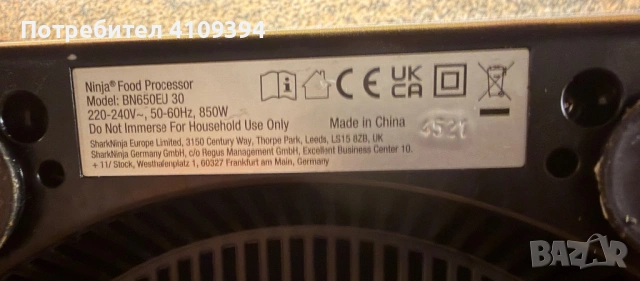 Потребител 4109394
Ninja® Food Processor
Model: BN650EU 30
220-240V~, 50-60Hz, 850W
Do Not Immerse For Household Use Only
Made in China
3521
UK
CA
CE
SharkNinja Europe Limited, 3150 Century Way, Thorpe Park, Leeds, LS15 8ZB, UK
SharkNinja Germany GmbH, c/o Regus Management GmbH, Excellent Business Center 10.
+ 11/ Stock, Westhafenplatz 1, 60327 Frankfurt am Main, Germany
BAZAR